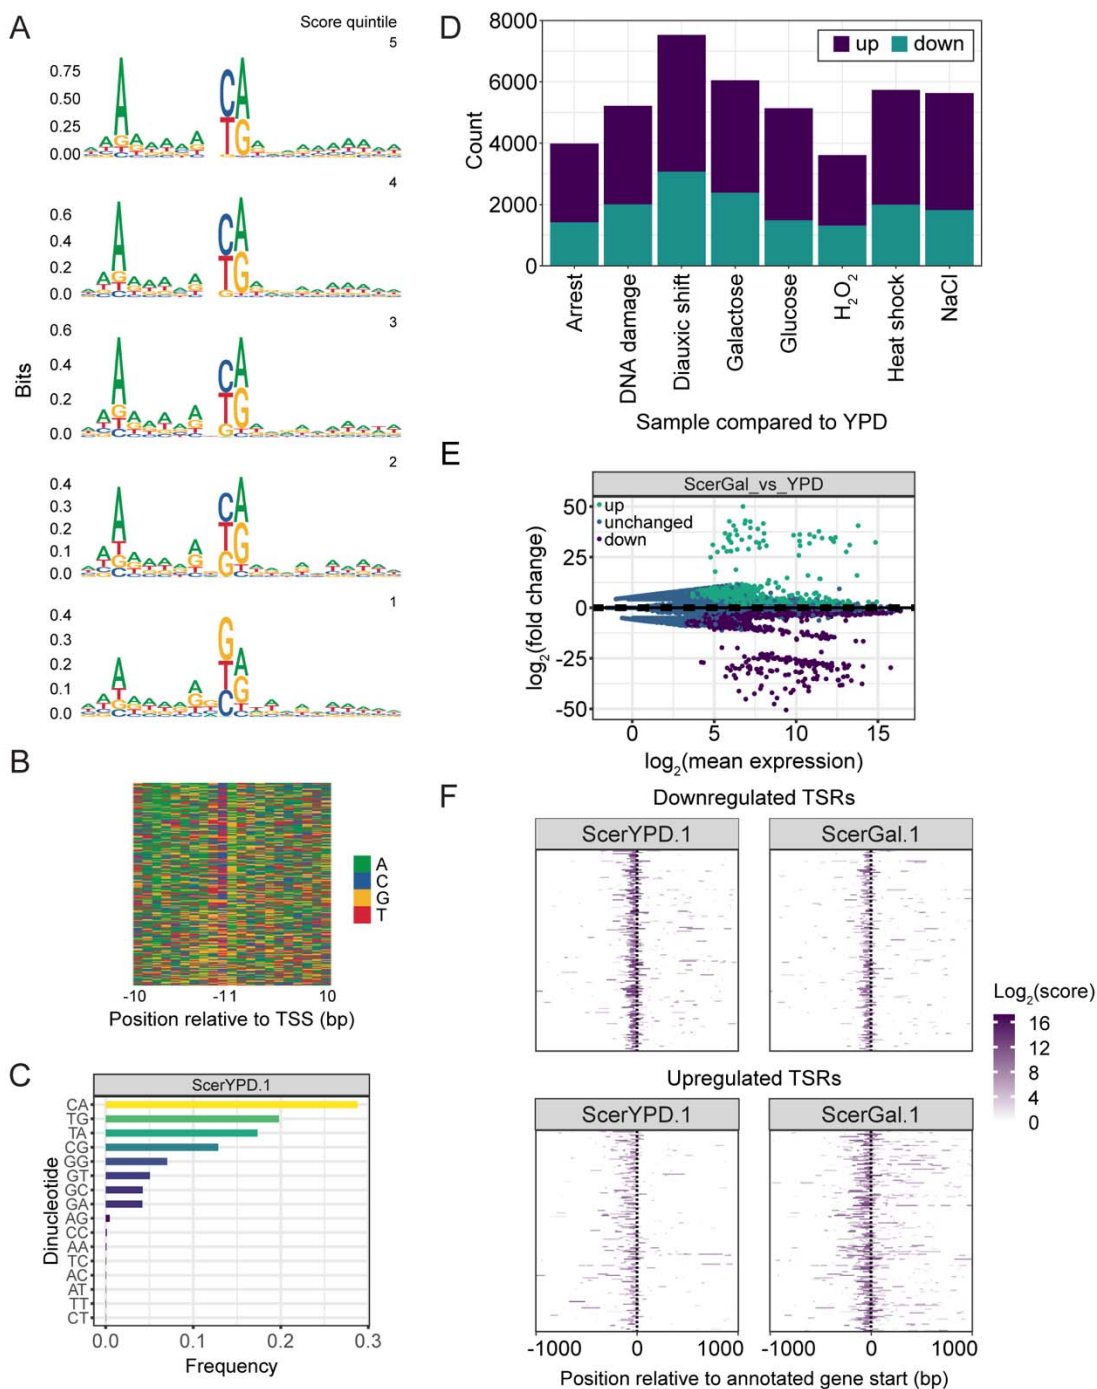 A
Score quintile
5
0.75
0.50
0.25
0.00
4
0.6
0.4
0.2
0.0
3
0.6
0.4
0.2
0.0
2
0.4
0.3
0.2
0.1
0.0
1
0.4
0.3
0.2
0.1
0.0
Bits
B
A
C
G
T
-10 -11 10
Position relative to TSS (bp)
C
ScerYPD.1
CA
TG
TA
CG
GG
GT
GC
GA
AG
CC
AA
TC
AC
AT
TT
CT
Dinucleotide
0.0 0.1 0.2 0.3
Frequency
D
8000
6000
4000
2000
0
Count
up down
Arrest
DNA damage
Diauxic shift
Galactose
Glucose
H₂O₂
Heat shock
NaCl
Sample compared to YPD
E
ScerGal_vs_YPD
up
unchanged
down
50
25
0
-25
-50
log₂(fold change)
0 5 10 15
log₂(mean expression)
F
Downregulated TSRs
ScerYPD.1 ScerGal.1
Upregulated TSRs
ScerYPD.1 ScerGal.1
Log₂(score)
16
12
8
4
0
-1000 0 1000 -1000 0 1000
Position relative to annotated gene start (bp)